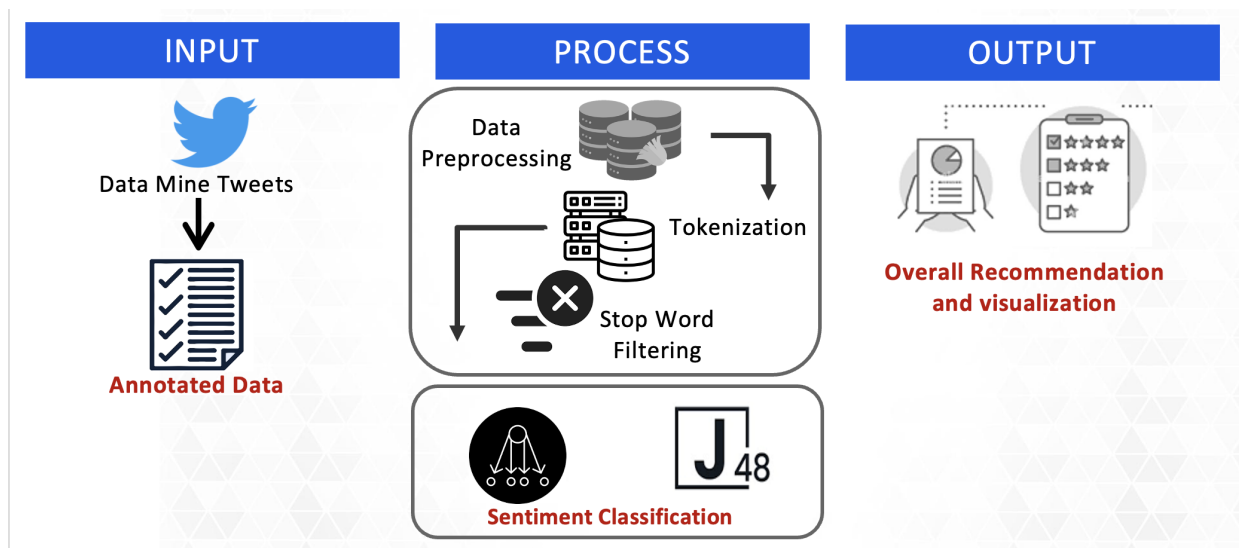 INPUT
Data Mine Tweets
Annotated Data
PROCESS
Data
Preprocessing
Tokenization
Stop Word
Filtering
J
48
Sentiment Classification
OUTPUT
Overall Recommendation
and visualization